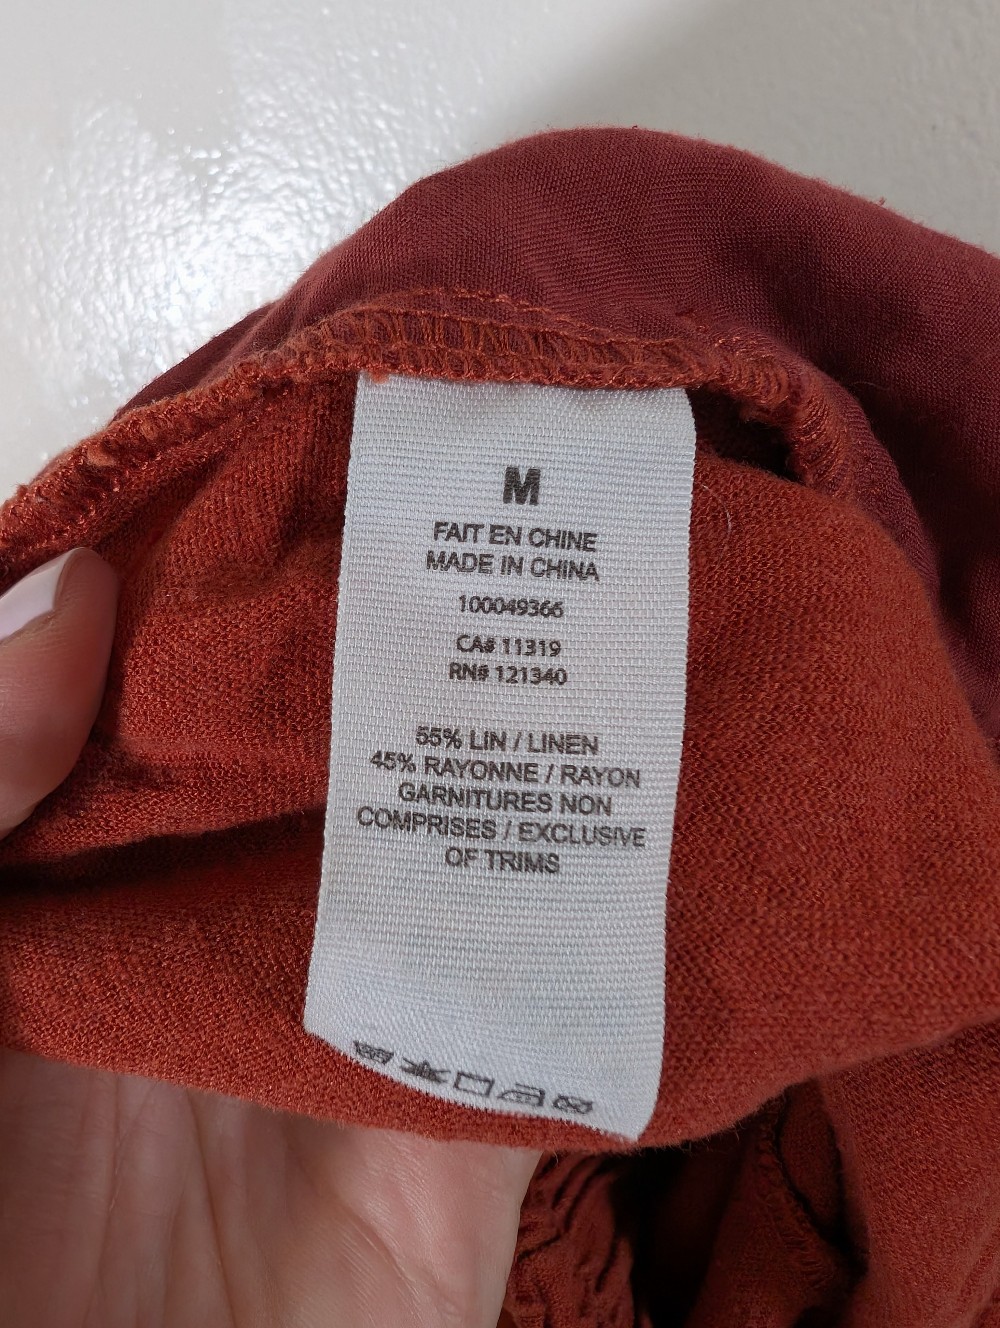 M
FAIT EN CHINE
MADE IN CHINA
100049366
CA# 11319
RN# 121340
55% LIN / LINEN
45% RAYONNE / RAYON
GARNITURES NON
COMPRISES / EXCLUSIVE
OF TRIMS